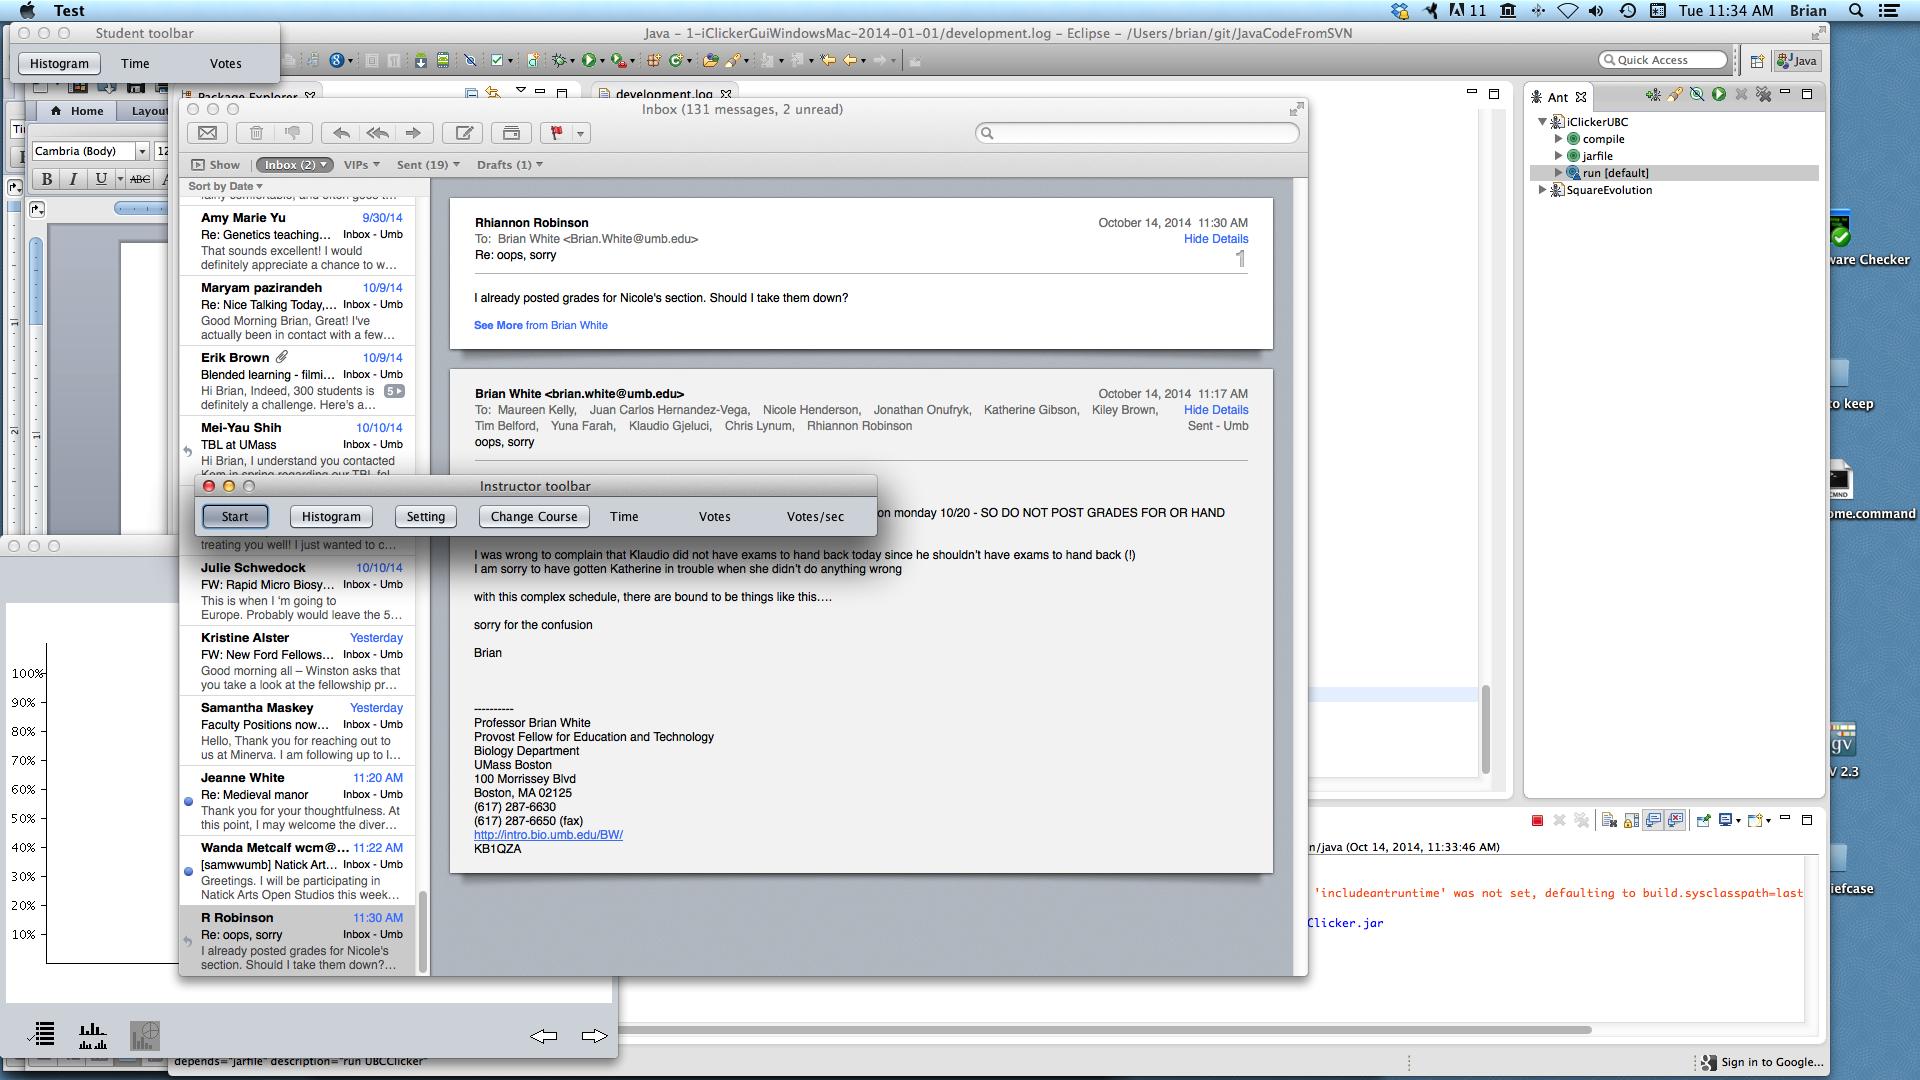 Test
11
Tue 11:34 AM Brian
Student toolbar
Histogram Time Votes
Java - 1-iClickerGuiWindowsMac-2014-01-01/development.log - Eclipse - /Users/brian/git/JavaCodeFromSVN
Quick Access
Java
Package Explorer
development.log
Home Layou
Cambria (Body) 12
B I U ABC
Inbox (131 messages, 2 unread)
Show Inbox (2) VIPs Sent (19) Drafts (1)
Sort by Date
Amy Marie Yu 9/30/14
Re: Genetics teaching... Inbox - Umb
That sounds excellent! I would
definitely appreciate a chance to w...
Maryam pazirandeh 10/9/14
Re: Nice Talking Today,... Inbox - Umb
Good Morning Brian, Great! I've
actually been in contact with a few...
Erik Brown 10/9/14
Blended learning - filmi... Inbox - Umb
Hi Brian, Indeed, 300 students is 5
definitely a challenge. Here's a...
Mei-Yau Shih 10/10/14
TBL at UMass Inbox - Umb
Hi Brian, I understand you contacted
Kem in spring regarding our TBL fel
treating you well! I just wanted to c...
Julie Schwedock 10/10/14
FW: Rapid Micro Biosy... Inbox - Umb
This is when I 'm going to
Europe. Probably would leave the 5...
Kristine Alster Yesterday
FW: New Ford Fellows... Inbox - Umb
Good morning all – Winston asks that
you take a look at the fellowship pr...
Samantha Maskey Yesterday
Faculty Positions now... Inbox - Umb
Hello, Thank you for reaching out to
us at Minerva. I am following up to I...
Jeanne White 11:20 AM
Re: Medieval manor Inbox - Umb
Thank you for your thoughtfulness. At
this point, I may welcome the diver...
Wanda Metcalf wcm@... 11:22 AM
[samwwumb] Natick Art... Inbox - Umb
Greetings. I will be participating in
Natick Arts Open Studios this week...
R Robinson 11:30 AM
Re: oops, sorry Inbox - Umb
I already posted grades for Nicole's
section. Should I take them down?...
Rhiannon Robinson October 14, 2014 11:30 AM
To: Brian White <Brian.White@umb.edu> Hide Details
Re: oops, sorry 1
I already posted grades for Nicole's section. Should I take them down?
See More from Brian White
Brian White <brian.white@umb.edu> October 14, 2014 11:17 AM
To: Maureen Kelly, Juan Carlos Hernandez-Vega, Nicole Henderson, Jonathan Onufryk, Katherine Gibson, Kiley Brown, Hide Details
Tim Belford, Yuna Farah, Klaudio Gjeluci, Chris Lynum, Rhiannon Robinson Sent - Umb
oops, sorry
Instructor toolbar
Start Histogram Setting Change Course Time Votes Votes/sec
on monday 10/20 - SO DO NOT POST GRADES FOR OR HAND
I was wrong to complain that Klaudio did not have exams to hand back today since he shouldn't have exams to hand back (!)
I am sorry to have gotten Katherine in trouble when she didn't do anything wrong
with this complex schedule, there are bound to be things like this....
sorry for the confusion
Brian
----------
Professor Brian White
Provost Fellow for Education and Technology
Biology Department
UMass Boston
100 Morrissey Blvd
Boston, MA 02125
(617) 287-6630
(617) 287-6650 (fax)
http://intro.bio.umb.edu/BW/
KB1QZA
100%
90%
80%
70%
60%
50%
40%
30%
20%
10%
Ant
iClickerUBC
compile
jarfile
run [default]
SquareEvolution
ware Checker
to keep
CMND
ome.command
gv
V 2.3
iefcase
n/java (Oct 14, 2014, 11:33:46 AM)
'includeantruntime' was not set, defaulting to build.sysclasspath=last
Clicker.jar
depends="jarfile" description="run UBCClicker"
Sign in to Google...